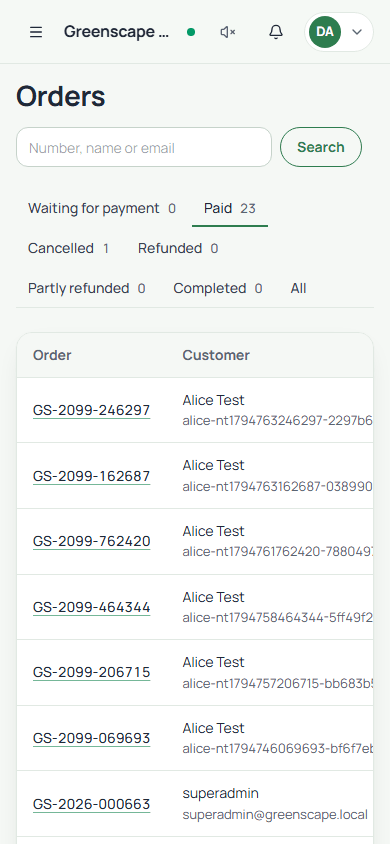 Greenscape ...
DA
Orders
Number, name or email
Search
Waiting for payment 0 Paid 23
Cancelled 1 Refunded 0
Partly refunded 0 Completed 0 All
Order Customer
Alice Test
GS-2099-246297
alice-nt1794763246297-2297b6
Alice Test
GS-2099-162687
alice-nt1794763162687-038990
Alice Test
GS-2099-762420
alice-nt1794761762420-7880497
Alice Test
GS-2099-464344
alice-nt1794758464344-5ff49f2
Alice Test
GS-2099-206715
alice-nt1794757206715-bb683b
Alice Test
GS-2099-069693
alice-nt1794746069693-bf6f7eb
superadmin
GS-2026-000663
superadmin@greenscape.local